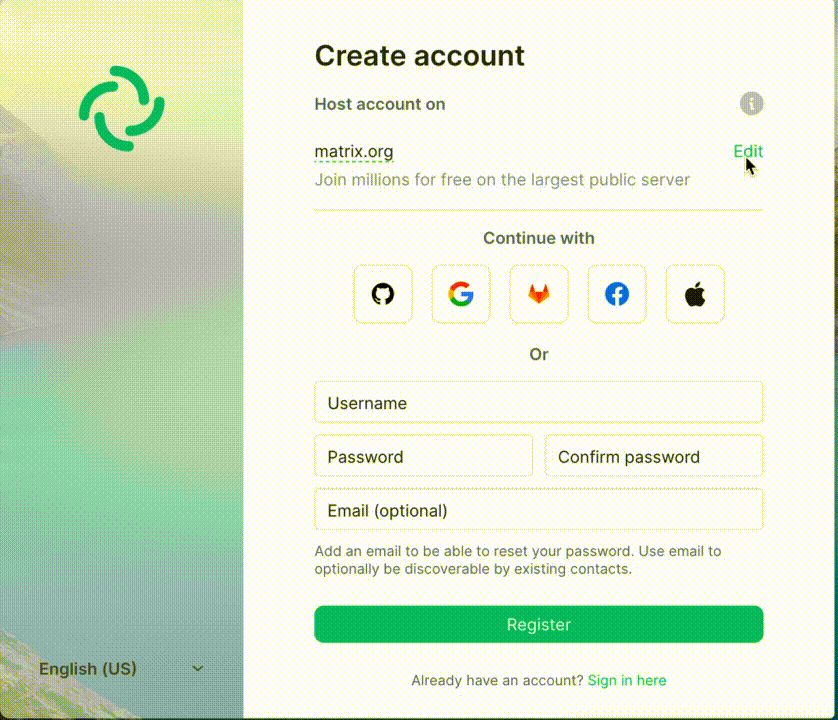 Create account
Host account on
matrix.org
Edit
Join millions for free on the largest public server
Continue with
Or
Username
Password
Confirm password
Email (optional)
Add an email to be able to reset your password. Use email to
optionally be discoverable by existing contacts.
Register
English (US)
Already have an account? Sign in here